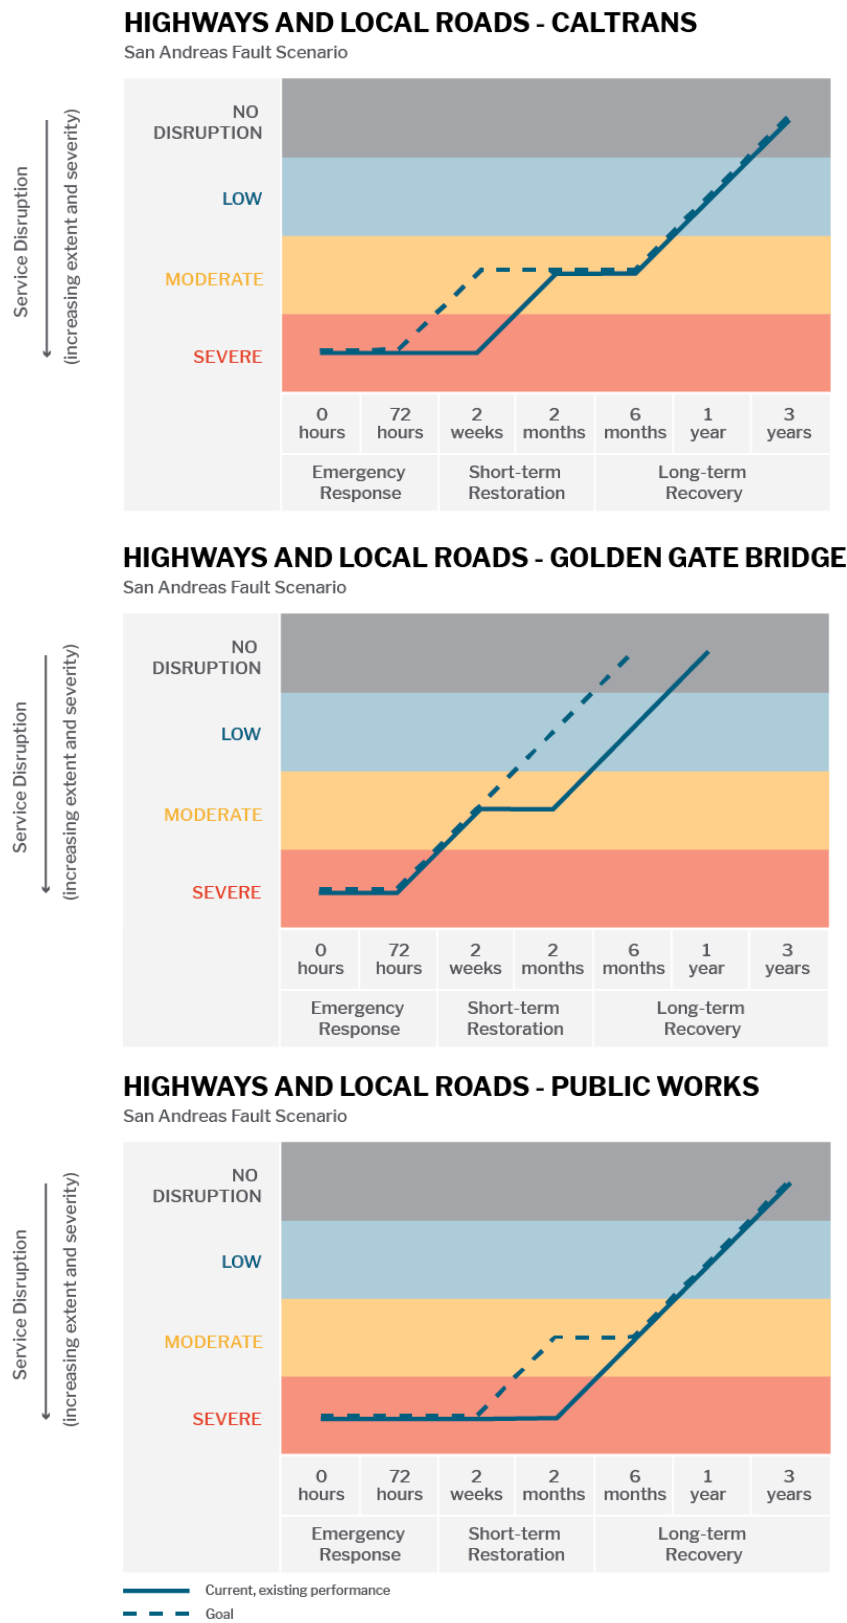 HIGHWAYS AND LOCAL ROADS - CALTRANS
San Andreas Fault Scenario
Service Disruption
(increasing extent and severity)
NO
DISRUPTION
LOW
MODERATE
SEVERE
0 72 2 2 6 1 3
hours hours weeks months months year years
Emergency Short-term Long-term
Response Restoration Recovery
HIGHWAYS AND LOCAL ROADS - GOLDEN GATE BRIDGE
San Andreas Fault Scenario
Service Disruption
(increasing extent and severity)
NO
DISRUPTION
LOW
MODERATE
SEVERE
0 72 2 2 6 1 3
hours hours weeks months months year years
Emergency Short-term Long-term
Response Restoration Recovery
HIGHWAYS AND LOCAL ROADS - PUBLIC WORKS
San Andreas Fault Scenario
Service Disruption
(increasing extent and severity)
NO
DISRUPTION
LOW
MODERATE
SEVERE
0 72 2 2 6 1 3
hours hours weeks months months year years
Emergency Short-term Long-term
Response Restoration Recovery
Current, existing performance
Goal